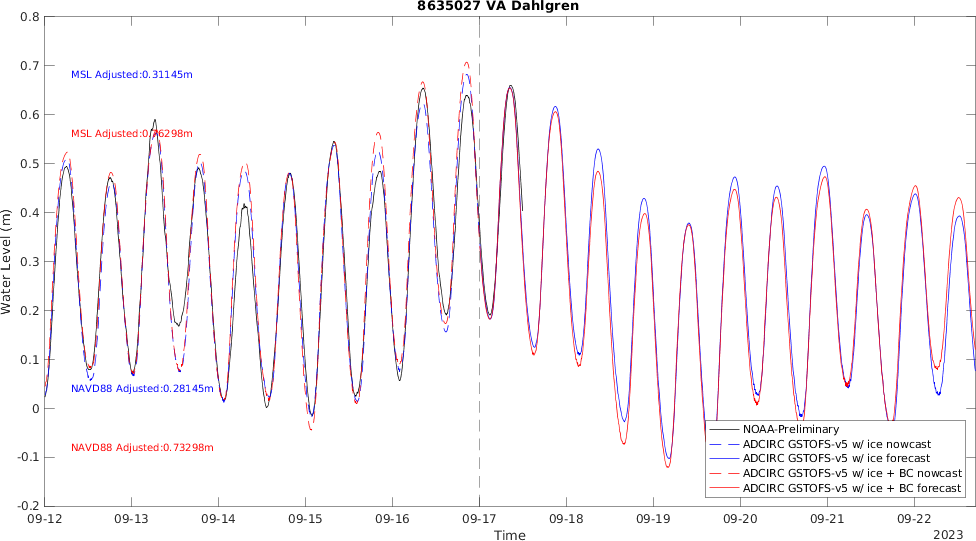 8635027 VA Dahlgren
0.8
0.7
0.6
0.5
0.4
0.3
0.2
0.1
0
-0.1
-0.2
Water Level (m)
MSL Adjusted:0.31145m
MSL Adjusted:0.76298m
NAVD88 Adjusted:0.28145m
NAVD88 Adjusted:0.73298m
NOAA-Preliminary
ADCIRC GSTOFS-v5 w/ ice nowcast
ADCIRC GSTOFS-v5 w/ ice forecast
ADCIRC GSTOFS-v5 w/ ice + BC nowcast
ADCIRC GSTOFS-v5 w/ ice + BC forecast
09-12 09-13 09-14 09-15 09-16 09-17 09-18 09-19 09-20 09-21 09-22
Time
2023